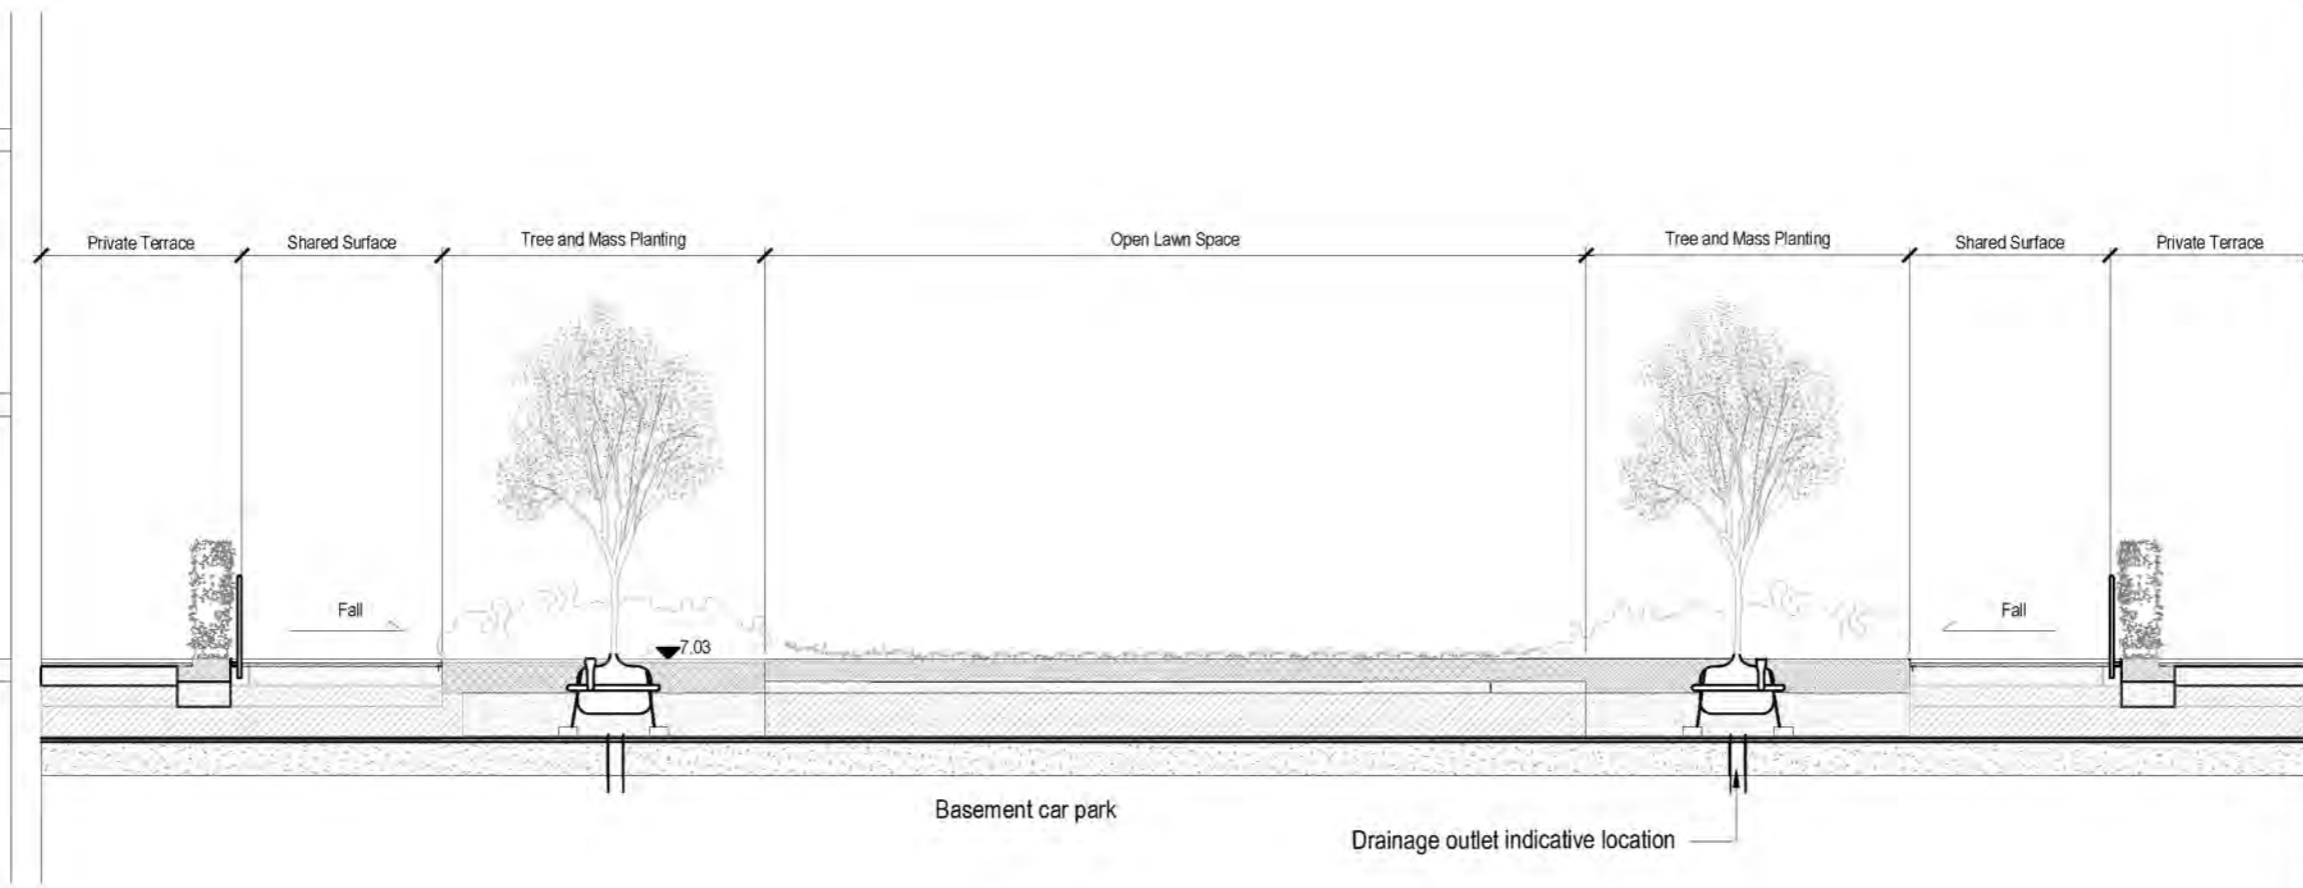 Private Terrace
Shared Surface
Tree and Mass Planting
Open Lawn Space
Tree and Mass Planting
Shared Surface
Private Terrace
Fall
Fall
7.03
Basement car park
Drainage outlet indicative location